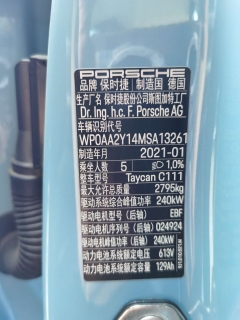 PORSCHE
品牌 保时捷 制造国 德国
保时捷股份公司斯图加特工厂
Dr. Ing. h.c. F. Porsche AG
车辆识别代号
WP0AA2Y14MSA13261
制造年月 2021-01
乘坐人数 5 1,0%
整车型号 Taycan C111
最大允许总质量 2795kg
驱动系统综合峰值功率 240kW
驱动电机型号(后轴) EBF
驱动电机序列号(后轴) 024924
驱动电机峰值功率(后轴) 240kW
动力电池系统额定电压 613V
动力电池系统额定容量 129Ah